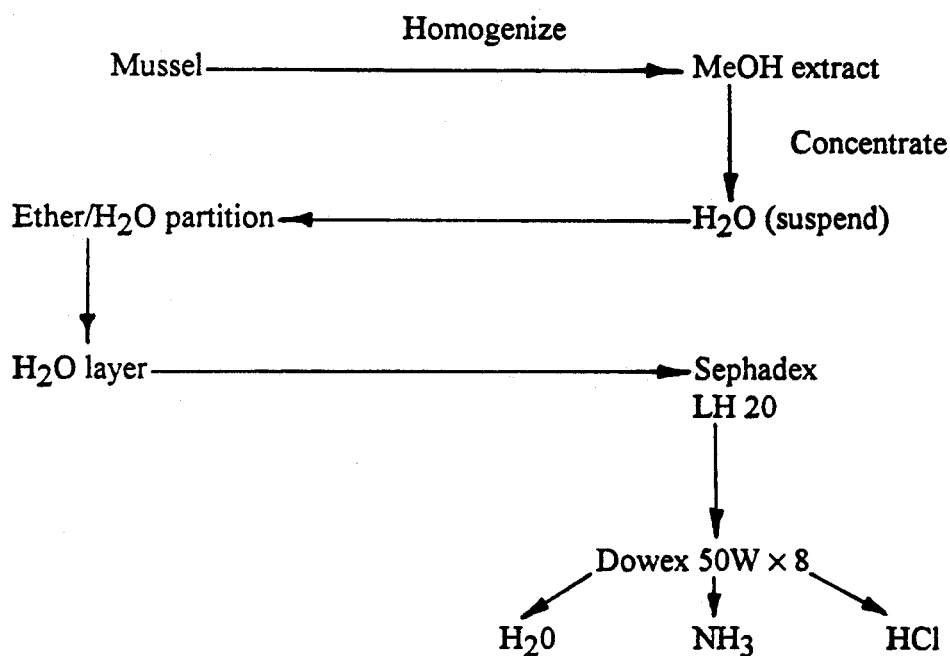 Homogenize
Mussel MeOH extract
Concentrate
Ether/H₂O partition H₂O (suspend)
H₂O layer Sephadex
LH 20
Dowex 50W × 8
H₂0 NH₃ HCl